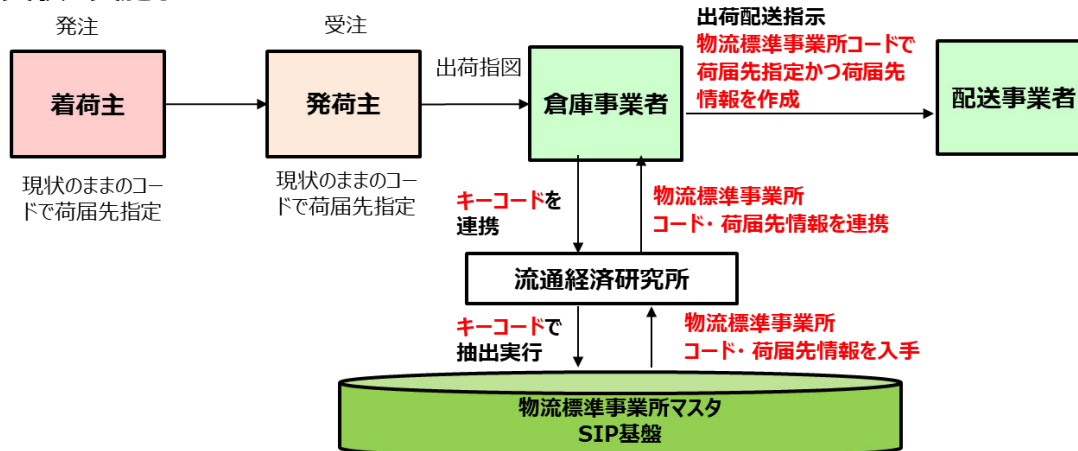 発注
受注
出荷指図
出荷配送指示
物流標準事業所コードで
荷届先指定かつ荷届先
情報を作成
着荷主
発荷主
倉庫事業者
配送事業者
現状のままのコー
ドで荷届先指定
現状のままのコー
ドで荷届先指定
キーコードを
連携
物流標準事業所
コード・荷届先情報を連携
流通経済研究所
キーコードで
抽出実行
物流標準事業所
コード・荷届先情報を入手
物流標準事業所マスタ
SIP基盤